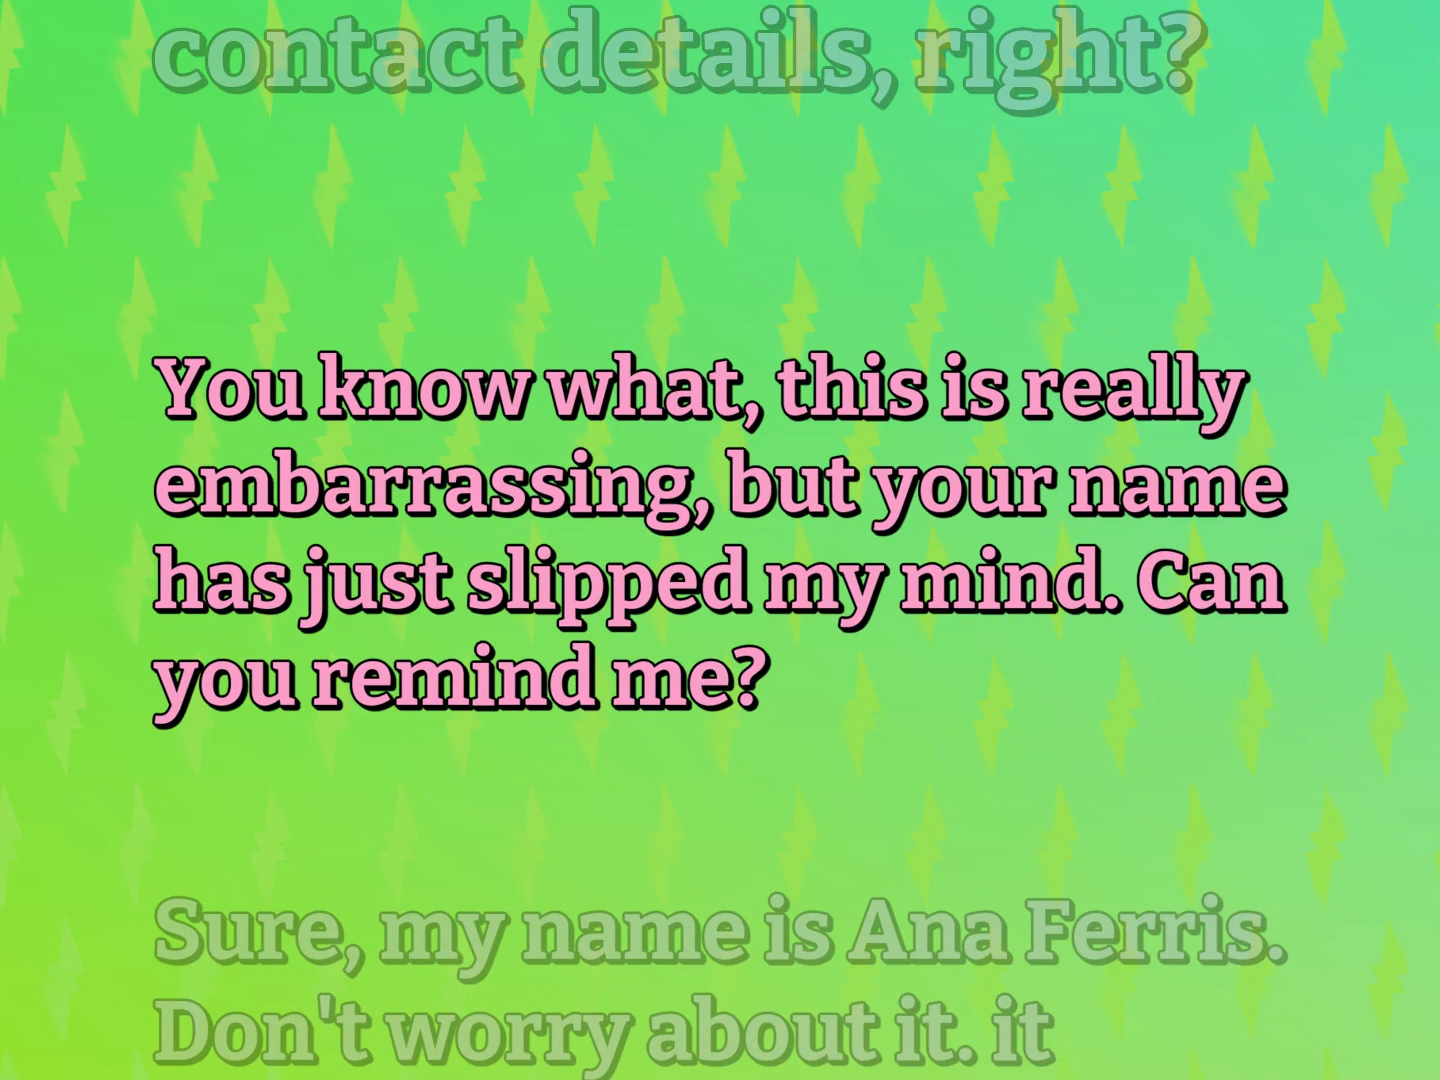 contact details, right?
You know what, this is really
embarrassing, but your name
has just slipped my mind. Can
you remind me?
Sure, my name is Ana Ferris.
Don't worry about it. it